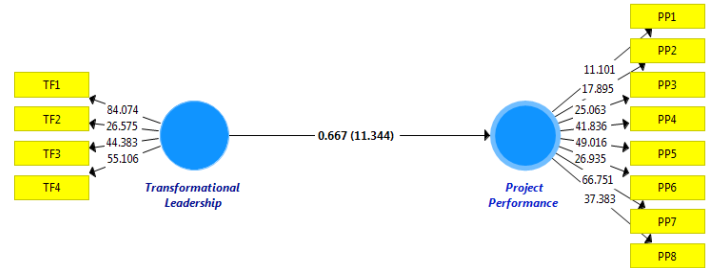 TF1
TF2
TF3
TF4
84.074
26.575
44.383
55.106
Transformational
Leadership
0.667 (11.344)
Project
Performance
11.101
17.895
25.063
41.836
49.016
26.935
66.751
37.383
PP1
PP2
PP3
PP4
PP5
PP6
PP7
PP8